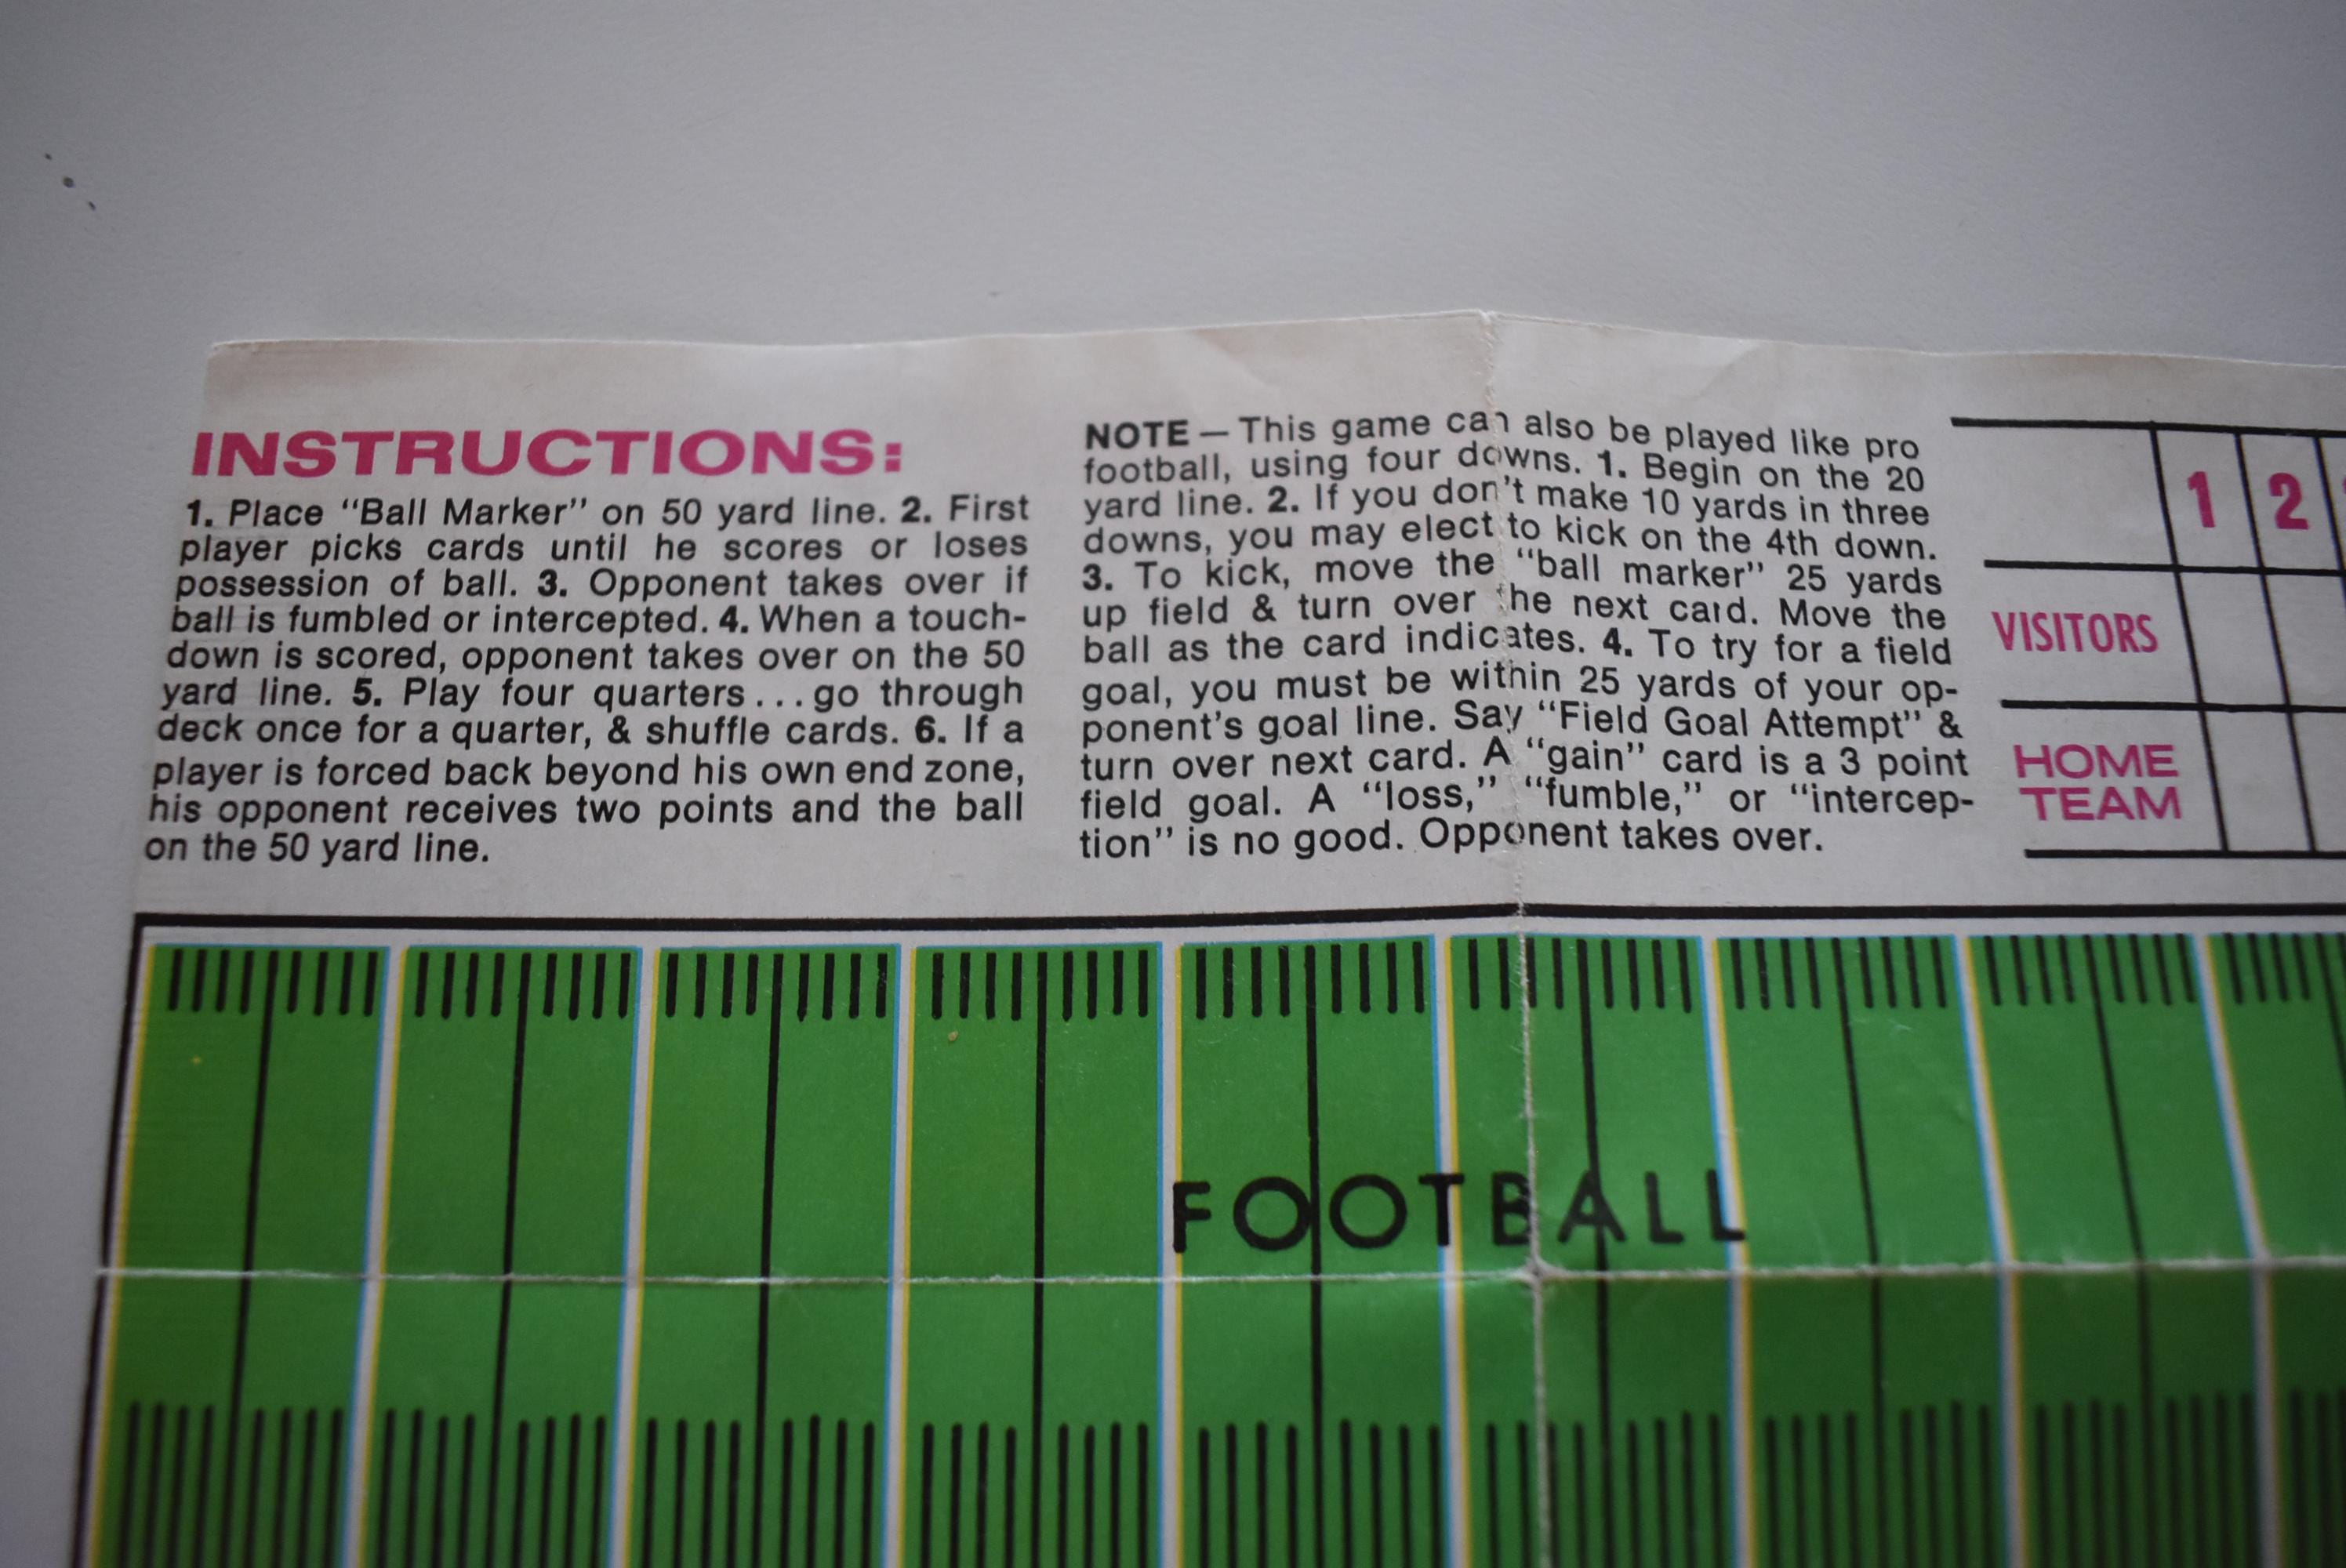 INSTRUCTIONS:
1. Place “Ball Marker” on 50 yard line. 2. First
player picks cards until he scores or loses
possession of ball. 3. Opponent takes over if
ball is fumbled or intercepted. 4. When a touch-
down is scored, opponent takes over on the 50
yard line. 5. Play four quarters...go through
deck once for a quarter, & shuffle cards. 6. If a
player is forced back beyond his own end zone,
his opponent receives two points and the ball
on the 50 yard line.
NOTE — This game can also be played like pro
football, using four downs. 1. Begin on the 20
yard line. 2. If you don’t make 10 yards in three
downs, you may elect to kick on the 4th down.
3. To kick, move the “ball marker” 25 yards
up field & turn over the next card. Move the
ball as the card indicates. 4. To try for a field
goal, you must be within 25 yards of your op-
ponent’s goal line. Say “Field Goal Attempt” &
turn over next card. A “gain” card is a 3 point
field goal. A “loss,” “fumble,” or “intercep-
tion” is no good. Opponent takes over.
1 2
VISITORS
HOME
TEAM
FOOTBALL